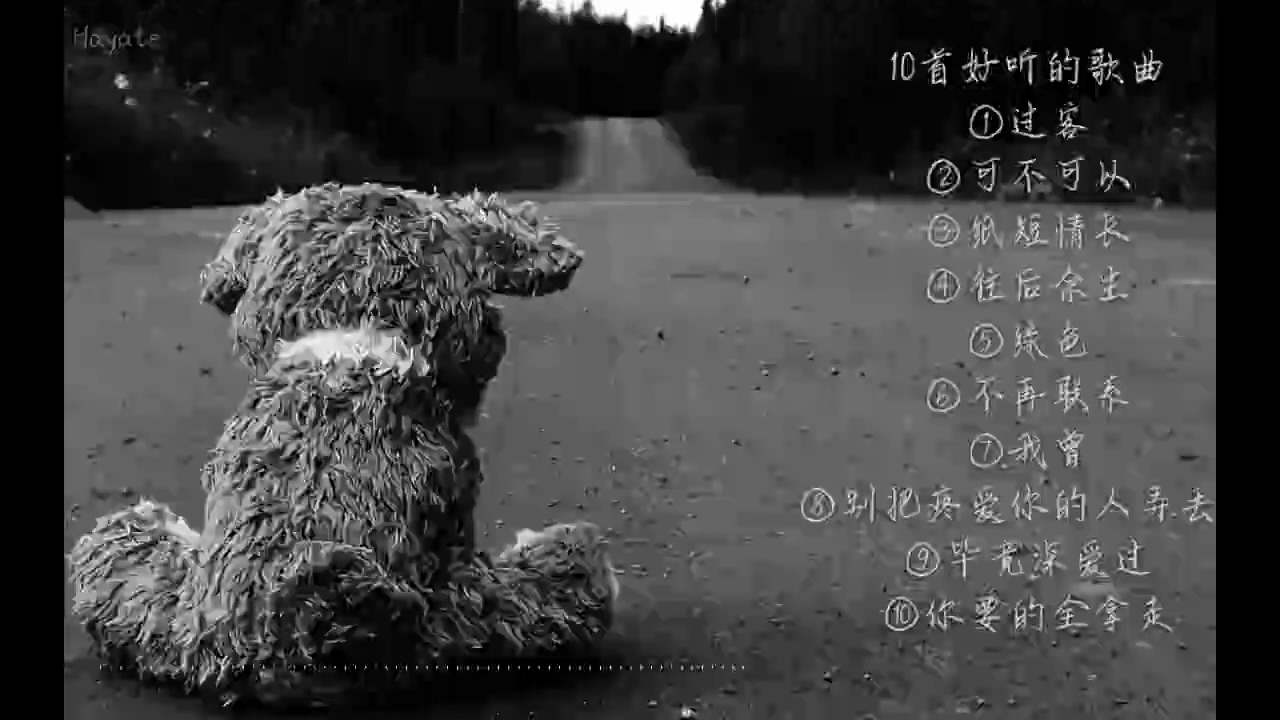 Hayate
10首好听的歌曲
①过客
②可不可以
③纸短情长
④往后余生
⑤绿色
⑥不再联系
⑦我曾
⑧别把疼爱你的人弄丢
⑨毕竟深爱过
⑩你要的全拿走